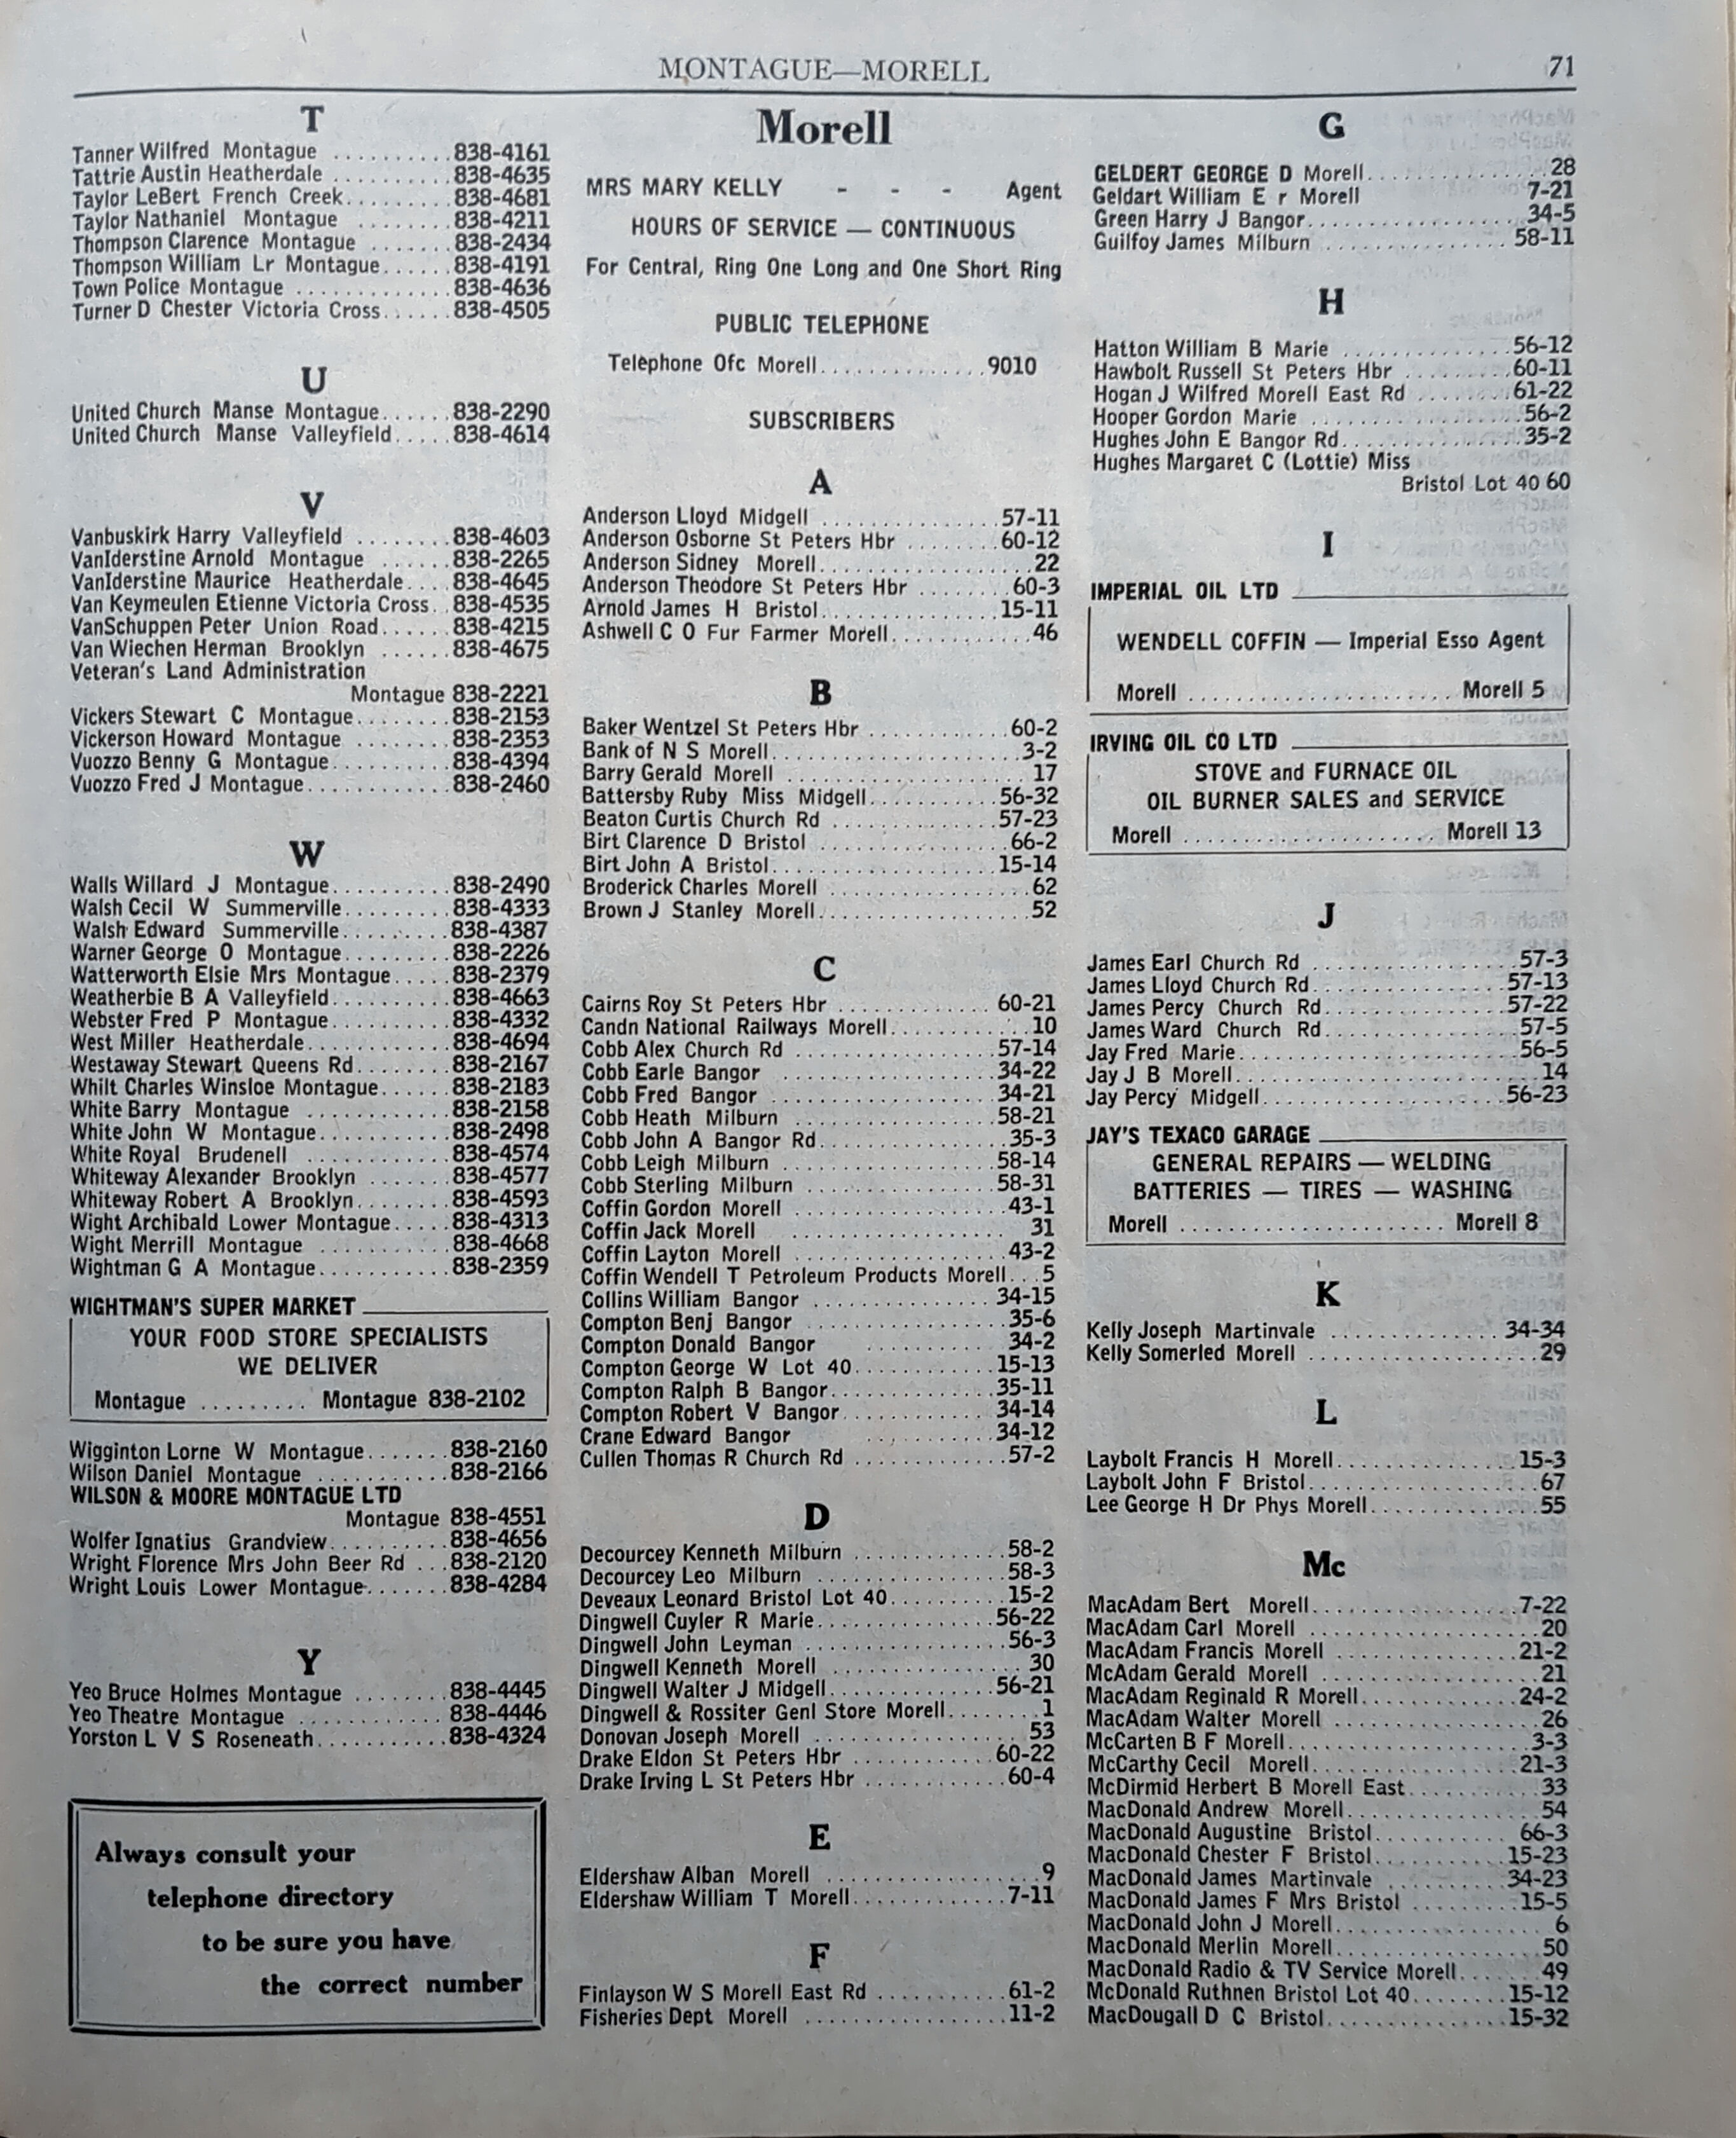 MONTAGUE—MORELL
71
T
Tanner Wilfred Montague ..........838-4161
Tattrie Austin Heatherdale ..........838-4635
Taylor LeBert French Creek.........838-4681
Taylor Nathaniel Montague ........838-4211
Thompson Clarence Montague .......838-2434
Thompson William Lr Montague......838-4191
Town Police Montague .............838-4636
Turner D Chester Victoria Cross......838-4505
U
United Church Manse Montague......838-2290
United Church Manse Valleyfield.....838-4614
V
Vanbuskirk Harry Valleyfield ........838-4603
VanIderstine Arnold Montague ......838-2265
VanIderstine Maurice Heatherdale....838-4645
Van Keymeulen Etienne Victoria Cross..838-4535
VanSchuppen Peter Union Road......838-4215
Van Wiechen Herman Brooklyn ......838-4675
Veteran's Land Administration
Montague 838-2221
Vickers Stewart C Montague........838-2153
Vickerson Howard Montague ........838-2353
Vuozzo Benny G Montague..........838-4394
Vuozzo Fred J Montague............838-2460
W
Walls Willard J Montague..........838-2490
Walsh Cecil W Summerville.........838-4333
Walsh Edward Summerville.........838-4387
Warner George O Montague.........838-2226
Watterworth Elsie Mrs Montague.....838-2379
Weatherbie B A Valleyfield..........838-4663
Webster Fred P Montague..........838-4332
West Miller Heatherdale............838-4694
Westaway Stewart Queens Rd........838-2167
Whilt Charles Winsloe Montague......838-2183
White Barry Montague ............838-2158
White John W Montague...........838-2498
White Royal Brudenell ............838-4574
Whiteway Alexander Brooklyn .......838-4577
Whiteway Robert A Brooklyn........838-4593
Wight Archibald Lower Montague.....838-4313
Wight Merrill Montague ...........838-4668
Wightman G A Montague...........838-2359
WIGHTMAN'S SUPER MARKET
YOUR FOOD STORE SPECIALISTS
WE DELIVER
Montague ......... Montague 838-2102
Wigginton Lorne W Montague.......838-2160
Wilson Daniel Montague ...........838-2166
WILSON & MOORE MONTAGUE LTD
Montague 838-4551
Wolfer Ignatius Grandview..........838-4656
Wright Florence Mrs John Beer Rd ...838-2120
Wright Louis Lower Montague.......838-4284
Y
Yeo Bruce Holmes Montague ........838-4445
Yeo Theatre Montague ............838-4446
Yorston L V S Roseneath...........838-4324
Always consult your
telephone directory
to be sure you have
the correct number
Morell
MRS MARY KELLY - - - Agent
HOURS OF SERVICE — CONTINUOUS
For Central, Ring One Long and One Short Ring
PUBLIC TELEPHONE
Telephone Ofc Morell..............9010
SUBSCRIBERS
A
Anderson Lloyd Midgell ...............57-11
Anderson Osborne St Peters Hbr ........60-12
Anderson Sidney Morell..................22
Anderson Theodore St Peters Hbr ........60-3
Arnold James H Bristol...............15-11
Ashwell C O Fur Farmer Morell............46
B
Baker Wentzel St Peters Hbr ............60-2
Bank of N S Morell....................3-2
Barry Gerald Morell .....................17
Battersby Ruby Miss Midgell...........56-32
Beaton Curtis Church Rd ..............57-23
Birt Clarence D Bristol ................66-2
Birt John A Bristol...................15-14
Broderick Charles Morell .................62
Brown J Stanley Morell..................52
C
Cairns Roy St Peters Hbr .............60-21
Candn National Railways Morell............10
Cobb Alex Church Rd .................57-14
Cobb Earle Bangor ..................34-22
Cobb Fred Bangor ...................34-21
Cobb Heath Milburn .................58-21
Cobb John A Bangor Rd................35-3
Cobb Leigh Milburn ..................58-14
Cobb Sterling Milburn ................58-31
Coffin Gordon Morell ..................43-1
Coffin Jack Morell .................. 31
Coffin Layton Morell ..................43-2
Coffin Wendell T Petroleum Products Morell...5
Collins William Bangor ...............34-15
Compton Benj Bangor .................35-6
Compton Donald Bangor ............34-2
Compton George W Lot 40.............15-13
Compton Ralph B Bangor..............35-11
Compton Robert V Bangor.............34-14
Crane Edward Bangor ...........34-12
Cullen Thomas R Church Rd .............57-2
D
Decourcey Kenneth Milburn .............58-2
Decourcey Leo Milburn ................58-3
Deveaux Leonard Bristol Lot 40..........15-2
Dingwell Cuyler R Marie...............56-22
Dingwell John Leyman .................56-3
Dingwell Kenneth Morell .................30
Dingwell Walter J Midgell..............56-21
Dingwell & Rossiter Genl Store Morell........1
Donovan Joseph Morell ..................53
Drake Eldon St Peters Hbr ............60-22
Drake Irving L St Peters Hbr ............60-4
E
Eldershaw Alban Morell ...................9
Eldershaw William T Morell.............7-11
F
Finlayson W S Morell East Rd ...........61-2
Fisheries Dept Morell .................11-2
G
GELDERT GEORGE D Morell...............28
Geldart William E r Morell 7-21
Green Harry J Bangor..................34-5
Guilfoy James Milburn ................58-11
H
Hatton William B Marie ..............56-12
Hawbolt Russell St Peters Hbr .........60-11
Hogan J Wilfred Morell East Rd ........61-22
Hooper Gordon Marie ..................56-2
Hughes John E Bangor Rd...............35-2
Hughes Margaret C (Lottie) Miss
Bristol Lot 40 60
I
IMPERIAL OIL LTD
WENDELL COFFIN — Imperial Esso Agent
Morell ...................... Morell 5
IRVING OIL CO LTD
STOVE and FURNACE OIL
OIL BURNER SALES and SERVICE
Morell ..................... Morell 13
J
James Earl Church Rd .................57-3
James Lloyd Church Rd................57-13
James Percy Church Rd...............57-22
James Ward Church Rd................57-5
Jay Fred Marie.......................56-5
Jay J B Morell.........................14
Jay Percy Midgell....................56-23
JAY'S TEXACO GARAGE
GENERAL REPAIRS — WELDING
BATTERIES — TIRES — WASHING
Morell ...................... Morell 8
K
Kelly Joseph Martinvale ..............34-34
Kelly Somerled Morell ...................29
L
Laybolt Francis H Morell...............15-3
Laybolt John F Bristol...................67
Lee George H Dr Phys Morell..............55
Mc
MacAdam Bert Morell..................7-22
MacAdam Carl Morell ...................20
MacAdam Francis Morell ...............21-2
McAdam Gerald Morell ..................21
MacAdam Reginald R Morell.............24-2
MacAdam Walter Morell .................26
McCarten B F Morell....................3-3
McCarthy Cecil Morell.................21-3
McDirmid Herbert B Morell East...........33
MacDonald Andrew Morell................54
MacDonald Augustine Bristol...........66-3
MacDonald Chester F Bristol...........15-23
MacDonald James Martinvale ..........34-23
MacDonald James F Mrs Bristol .........15-5
MacDonald John J Morell.................6
MacDonald Merlin Morell.................50
MacDonald Radio & TV Service Morell......49
McDonald Ruthnen Bristol Lot 40........15-12
MacDougall D C Bristol...............15-32